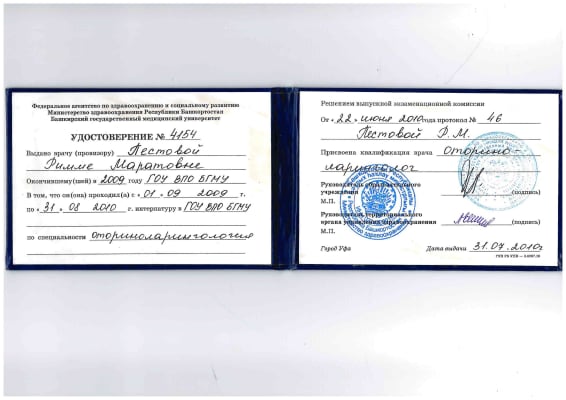 Федеральное агентство по здравоохранению и социальному развитию
Министерство здравоохранения Республики Башкортостан
Башкирский государственный медицинский университет
УДОСТОВЕРЕНИЕ № 4154
Выдано врачу (провизору) Пестовой
Римме Маратовне
Окончившему(шей) в 2009 году ГОУ ВПО БГМУ
В том, что он(на) проходил(а) с « 01 » 09 2009 г.
по « 31 » 08 2010 г. интернатуру в ГОУ ВПО БГМУ
по специальности оториноларингология
Решением выпускной экзаменационной комиссии
От « 22 » июня 2010 года протокол № 46
Пестовой Р. М.
Присвоена квалификация врача оторино-
ларинголог
Руководитель образовательного
учреждения (подпись)
М.П.
Руководитель территориального
органа управления здравоохранения (подпись)
М.П.
Город Уфа Дата выдачи 31.07.2010г